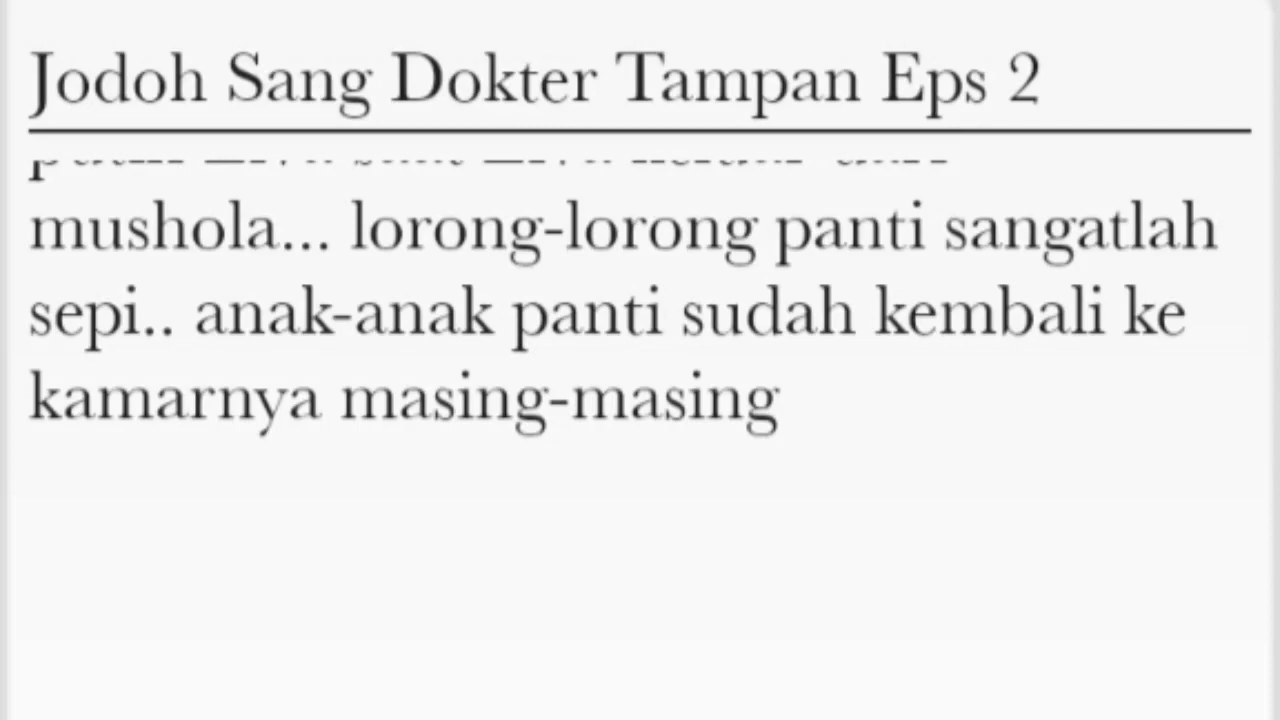 Jodoh Sang Dokter Tampan Eps 2
mushola... lorong-lorong panti sangatlah
sepi.. anak-anak panti sudah kembali ke
kamarnya masing-masing